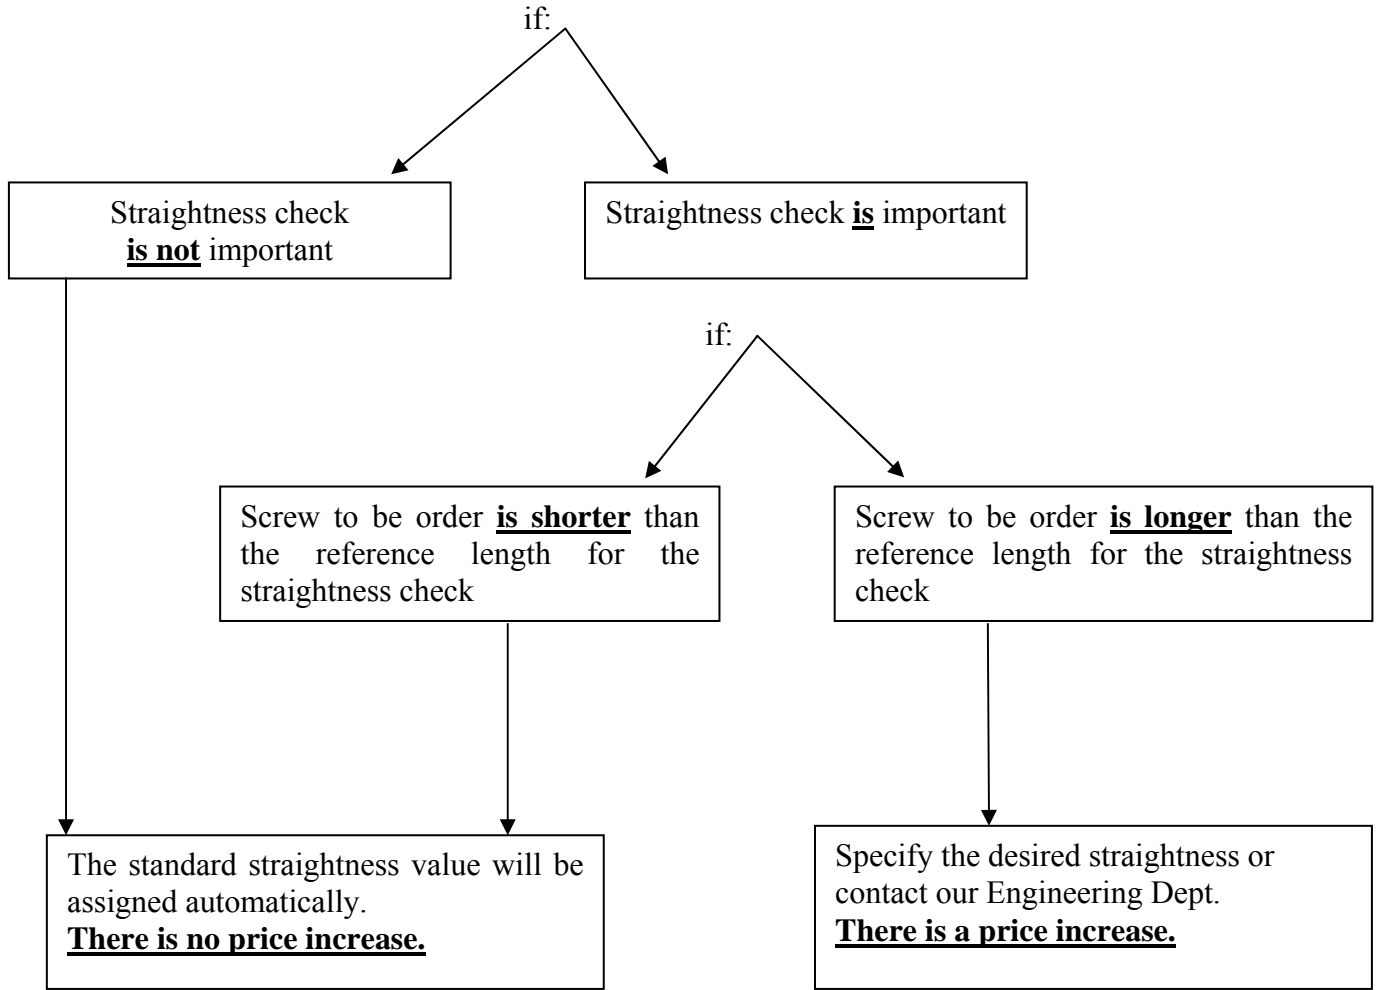 if:
Straightness check
is not important
Straightness check is important
if:
Screw to be order is shorter than
the reference length for the
straightness check
Screw to be order is longer than the
reference length for the straightness
check
The standard straightness value will be
assigned automatically.
There is no price increase.
Specify the desired straightness or
contact our Engineering Dept.
There is a price increase.